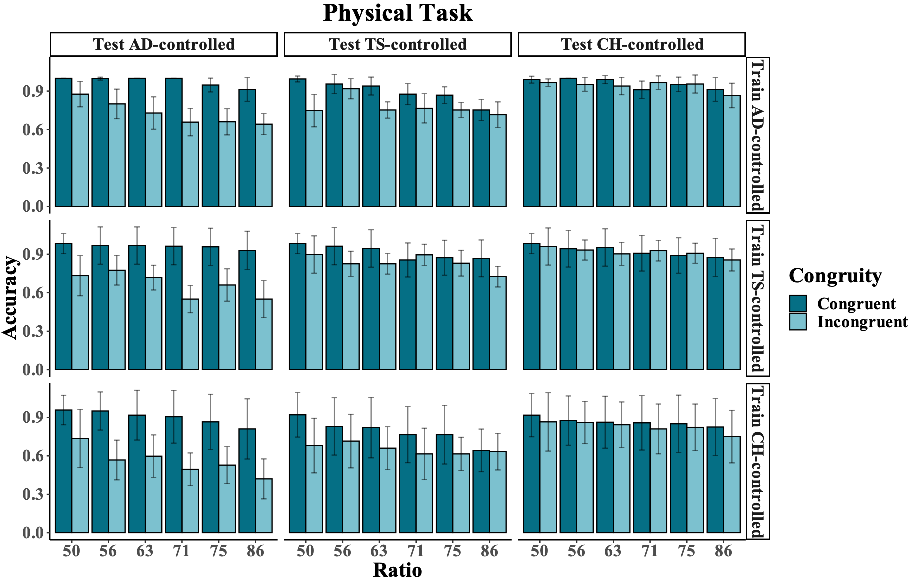 Physical Task
Test AD-controlled Test TS-controlled Test CH-controlled
Accuracy
0.9
0.6
0.3
0.0
Train AD-controlled
0.9
0.6
0.3
0.0
Train TS-controlled
0.9
0.6
0.3
0.0
Train CH-controlled
50 56 63 71 75 86 50 56 63 71 75 86 50 56 63 71 75 86
Ratio
Congruity
Congruent
Incongruent